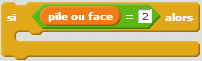 si pile ou face = 2 alors